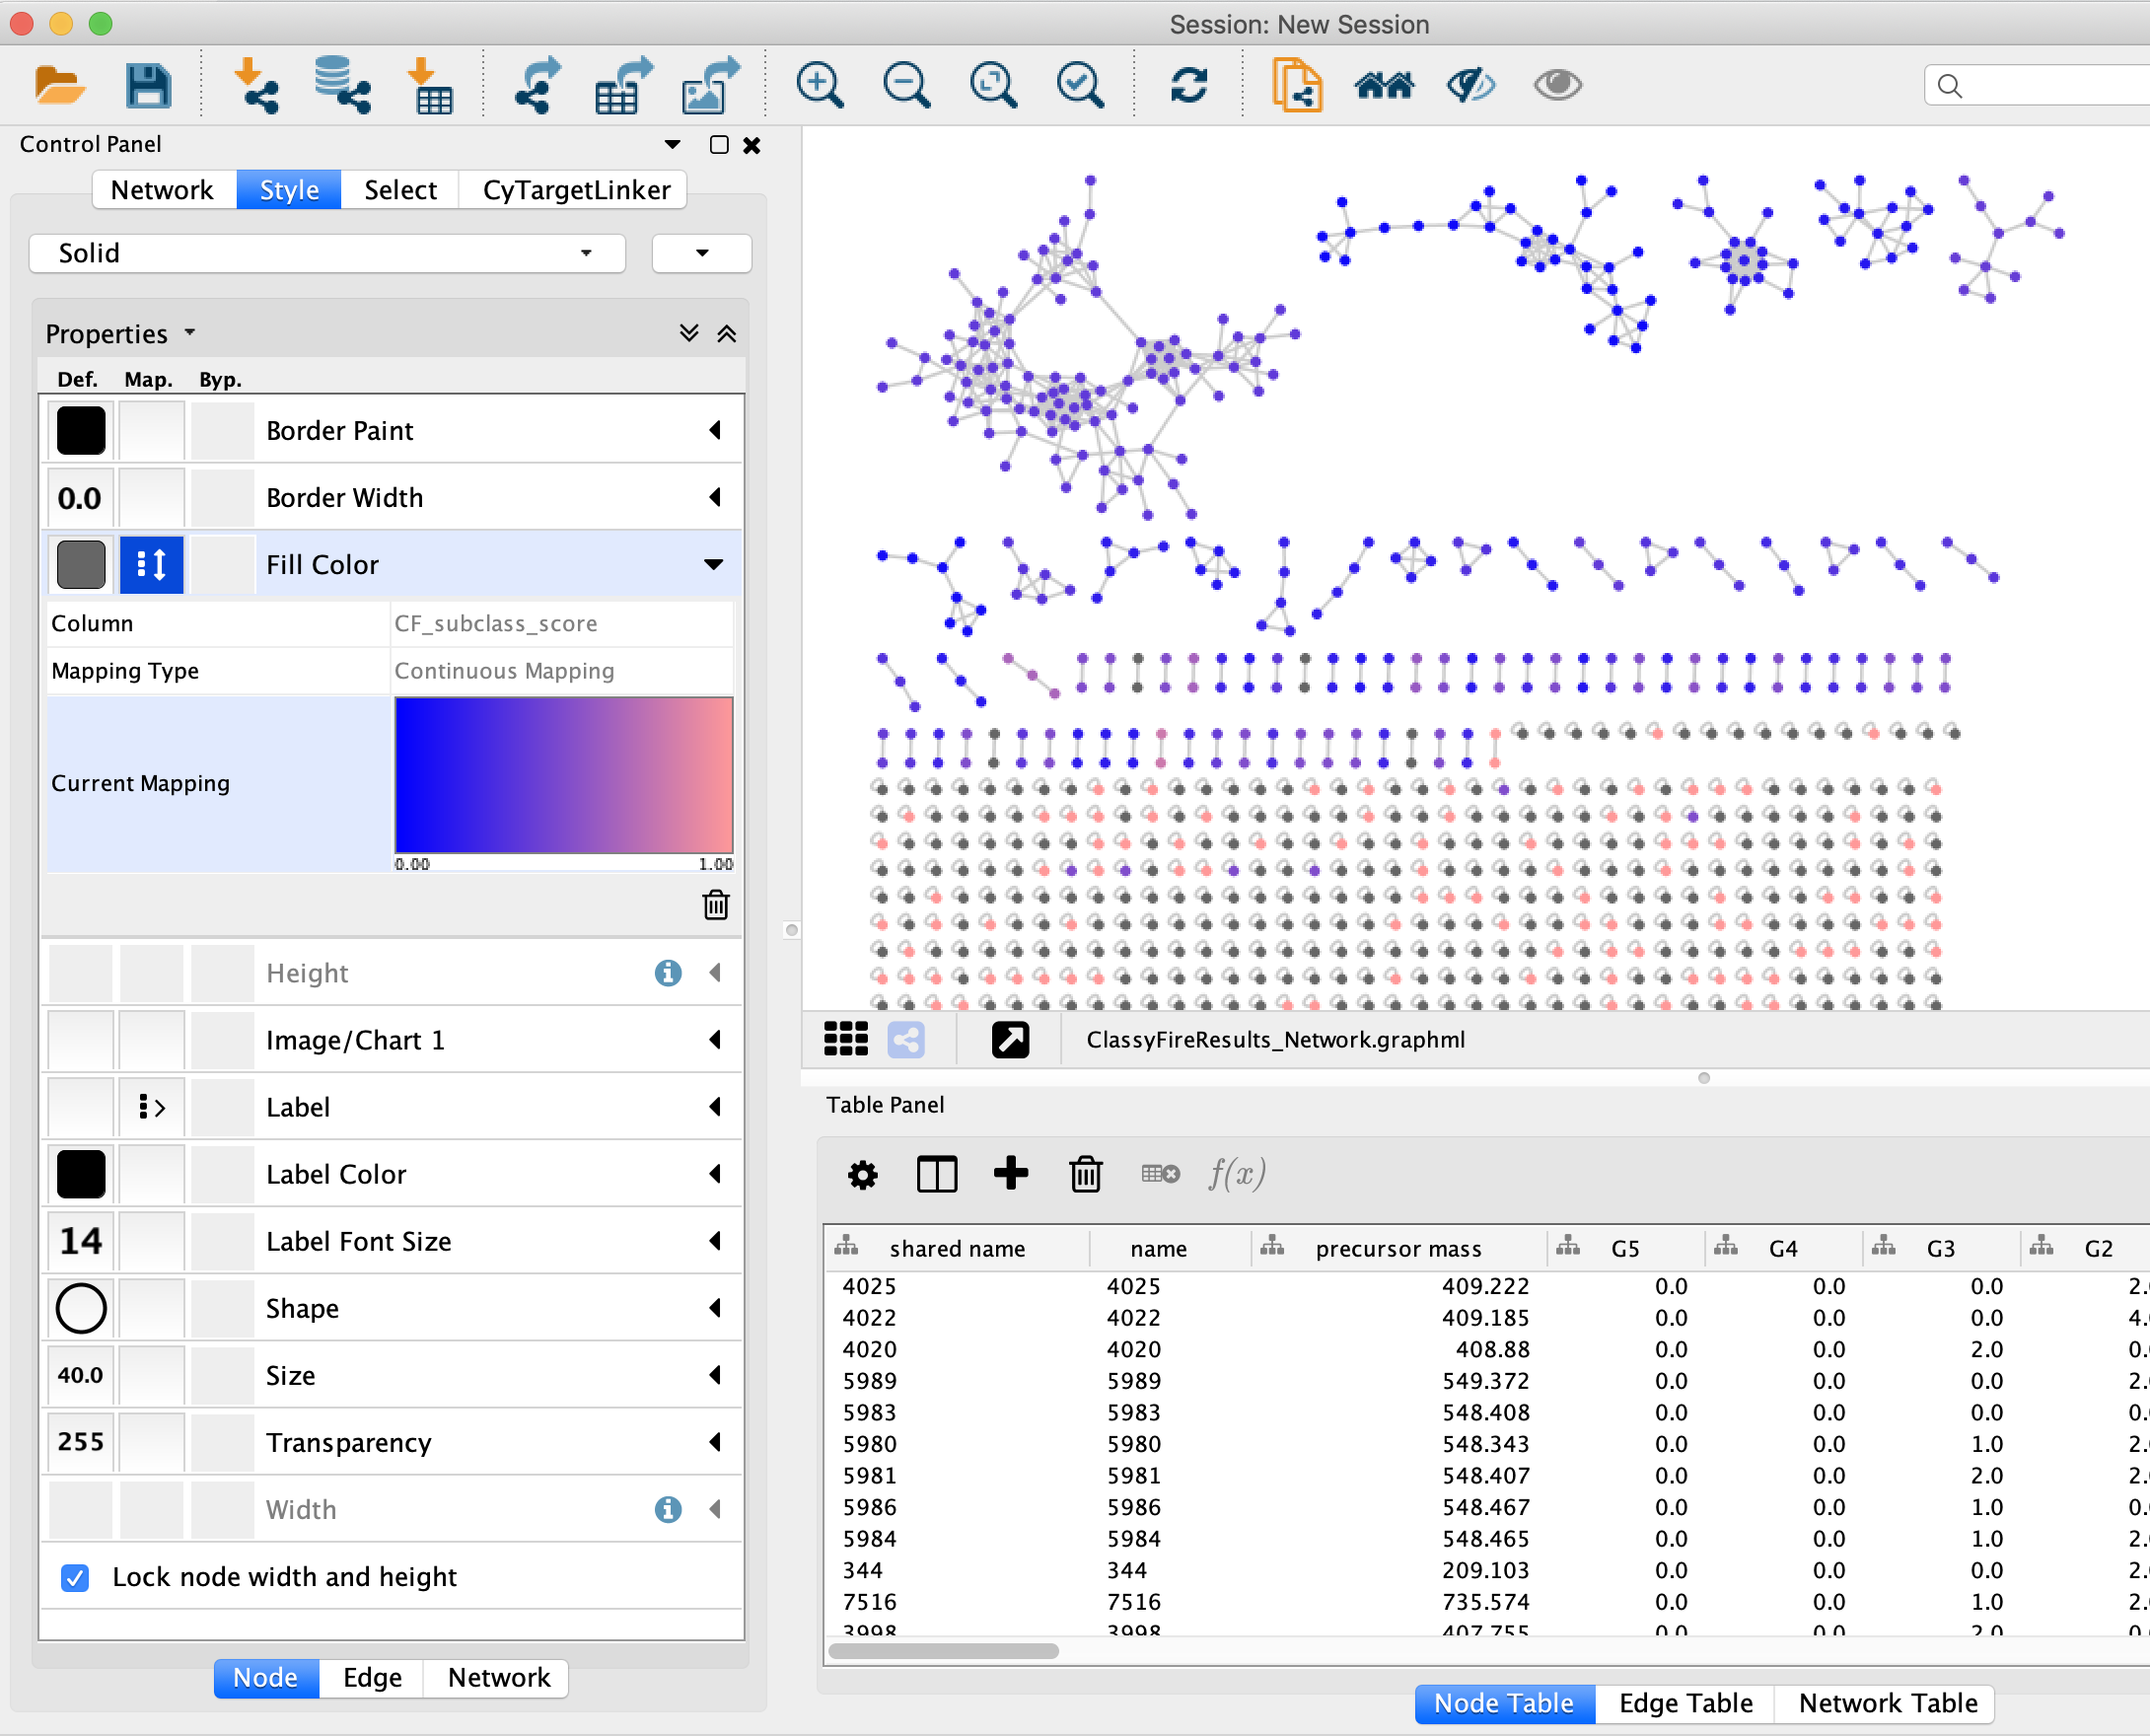 Session: New Session
Control Panel
Network Style Select CyTargetLinker
Solid
Properties
Def. Map. Byp.
Border Paint
0.0 Border Width
Fill Color
Column CF_subclass_score
Mapping Type Continuous Mapping
Current Mapping
0.00 1.00
Height
Image/Chart 1
Label
Label Color
14 Label Font Size
Shape
40.0 Size
255 Transparency
Width
Lock node width and height
Node Edge Network
ClassyFireResults_Network.graphml
Table Panel
f(x)
shared name name precursor mass G5 G4 G3 G2
4025 4025 409.222 0.0 0.0 0.0 2.
4022 4022 409.185 0.0 0.0 0.0 4.
4020 4020 408.88 0.0 0.0 2.0 0.
5989 5989 549.372 0.0 0.0 0.0 2.
5983 5983 548.408 0.0 0.0 0.0 0.
5980 5980 548.343 0.0 0.0 1.0 2.
5981 5981 548.407 0.0 0.0 2.0 2.
5986 5986 548.467 0.0 0.0 1.0 0.
5984 5984 548.465 0.0 0.0 1.0 2.
344 344 209.103 0.0 0.0 0.0 2.
7516 7516 735.574 0.0 0.0 1.0 2.
3998 3998 407.755 0.0 0.0 2.0 0.
Node Table Edge Table Network Table